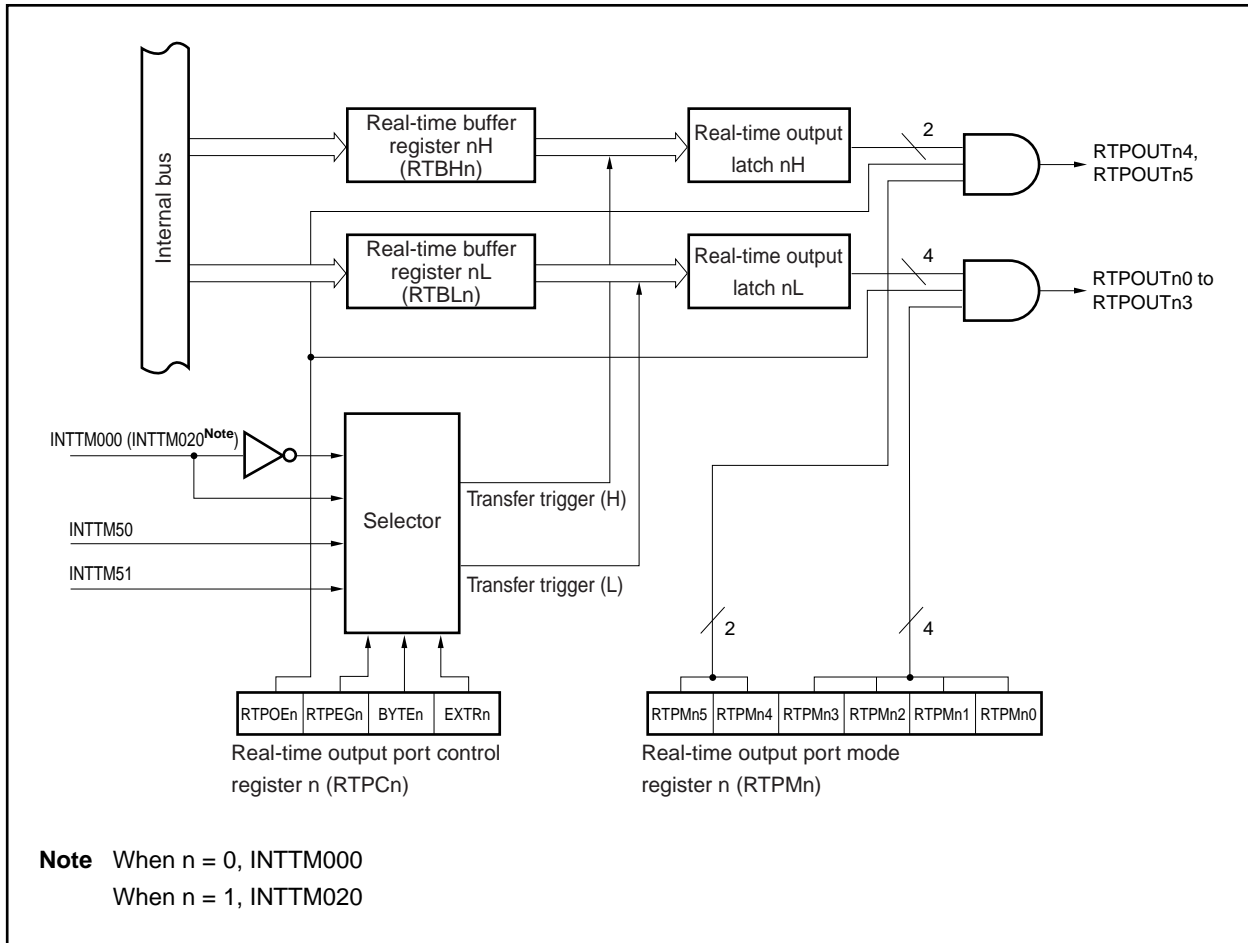 Internal bus
Real-time buffer
register nH
(RTBHn)
Real-time output
latch nH
2
RTPOUTn4,
RTPOUTn5
Real-time buffer
register nL
(RTBLn)
Real-time output
latch nL
4
RTPOUTn0 to
RTPOUTn3
INTTM000 (INTTM020Note)
INTTM50
INTTM51
Selector
Transfer trigger (H)
Transfer trigger (L)
2
4
RTPOEn RTPEGn BYTEn EXTRn
Real-time output port control
register n (RTPCn)
RTPMn5 RTPMn4 RTPMn3 RTPMn2 RTPMn1 RTPMn0
Real-time output port mode
register n (RTPMn)
Note When n = 0, INTTM000
When n = 1, INTTM020